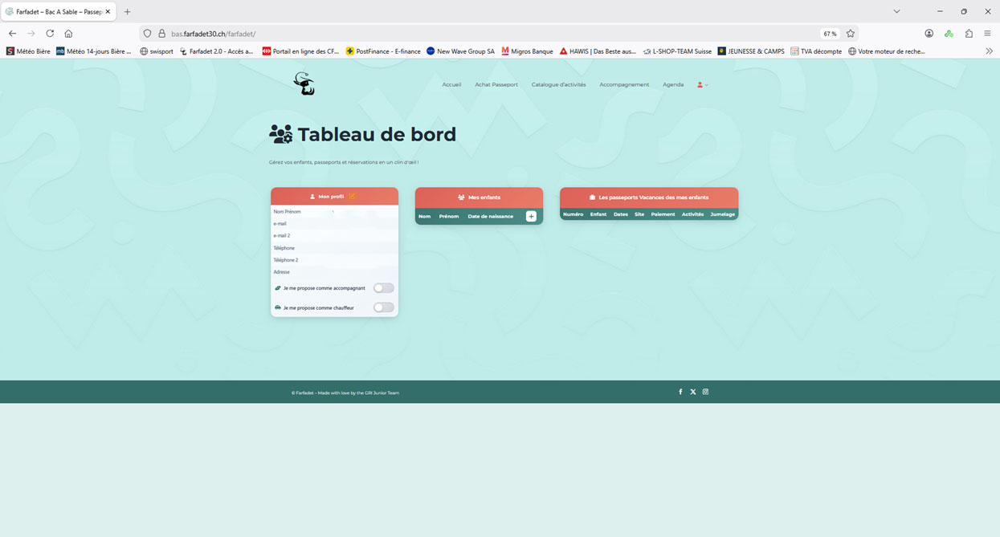 Farfadet – Bac A Sable – Passep
bas.farfadet30.ch/farfadet/
67 %
Météo Bière
Météo 14-jours Bière ...
swisport
Farfadet 2.0 - Accès a...
Portail en ligne des CF...
PostFinance - E-finance
New Wave Group SA
Migros Banque
HAWIS | Das Beste aus...
L-SHOP-TEAM Suisse
JEUNESSE & CAMPS
TVA décompte
Votre moteur de reche...
Accueil
Achat Passeport
Catalogue d'activités
Accompagnement
Agenda
Tableau de bord
Gérez vos enfants, passeports et réservations en un clin d'œil !
Mon profil
Nom Prénom
e-mail
e-mail 2
Téléphone
Téléphone 2
Adresse
Je me propose comme accompagnant
Je me propose comme chauffeur
Mes enfants
Nom Prénom Date de naissance +
Les passeports Vacances des mes enfants
Numéro Enfant Dates Site Paiement Activités Jumelage
© Farfadet – Made with love by the GRI Junior Team